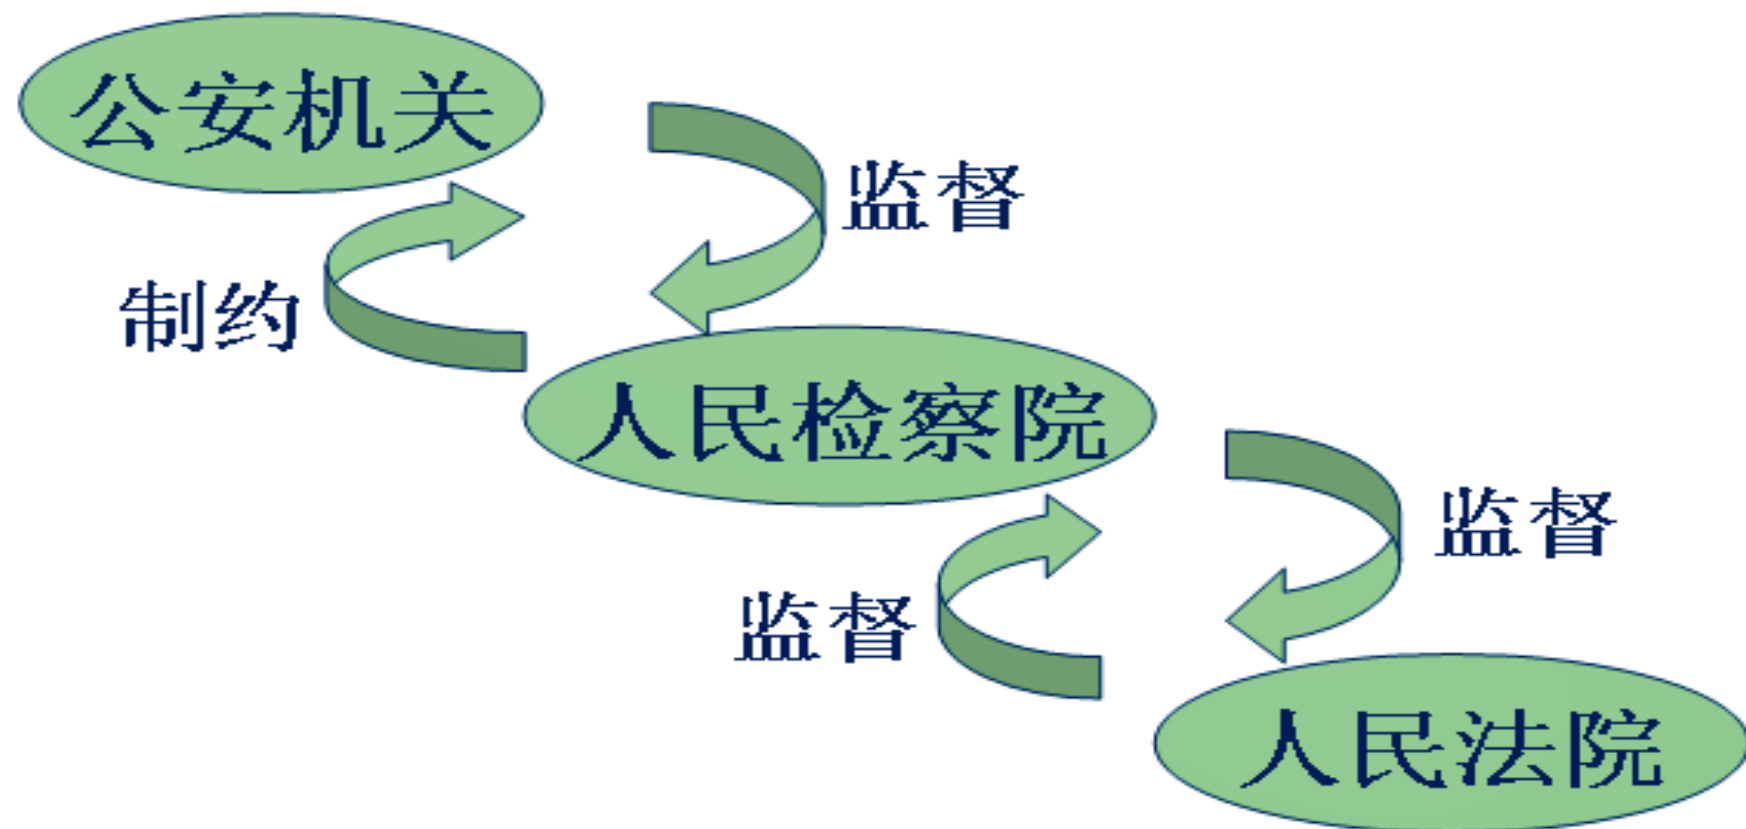 公安机关
监督
制约
人民检察院
监督
监督
人民法院